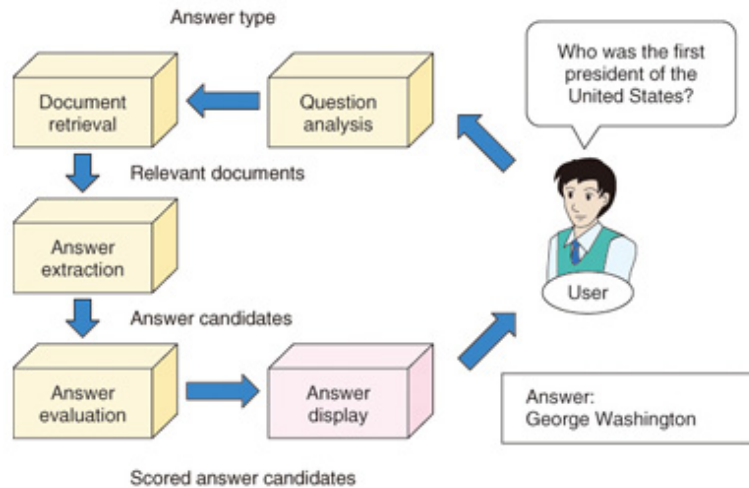 Answer type
Who was the first
president of the
United States?
Document
retrieval
Question
analysis
Relevant documents
Answer
extraction
User
Answer candidates
Answer
evaluation
Answer
display
Answer:
George Washington
Scored answer candidates